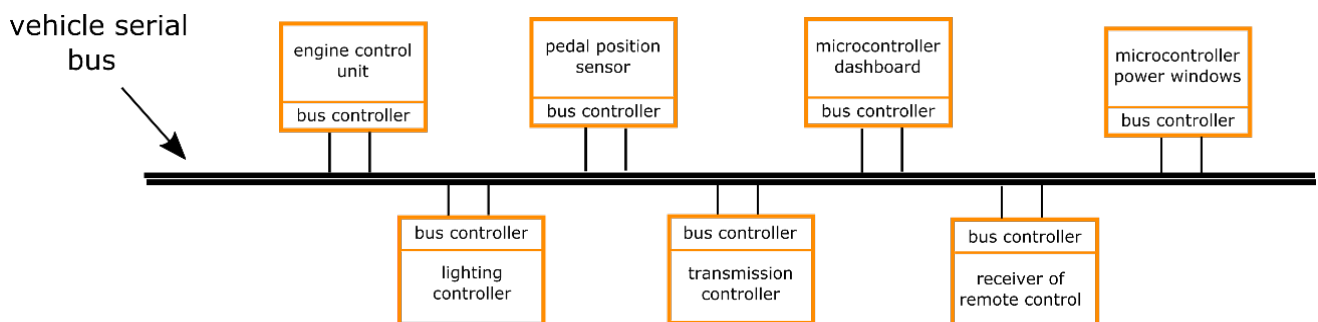 vehicle serial
bus
engine control
unit
bus controller
pedal position
sensor
bus controller
microcontroller
dashboard
bus controller
microcontroller
power windows
bus controller
bus controller
lighting
controller
bus controller
transmission
controller
bus controller
receiver of
remote control